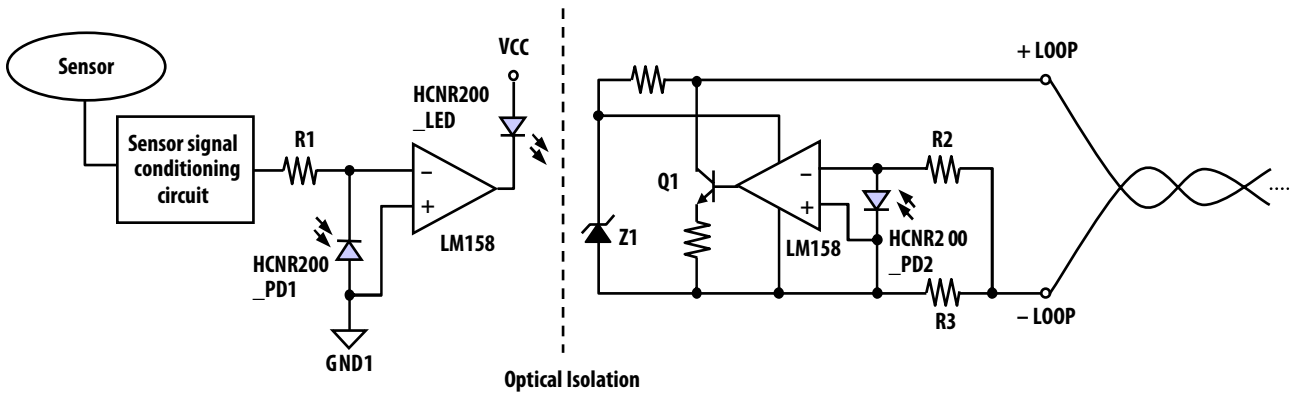 Sensor
Sensor signal
conditioning
circuit
R1
HCNR200
_PD1
GND1
−
+
LM158
HCNR200
_LED
VCC
Optical Isolation
Z1
Q1
−
+
LM158
HCNR2 00
_PD2
R2
R3
+ LOOP
− LOOP
....